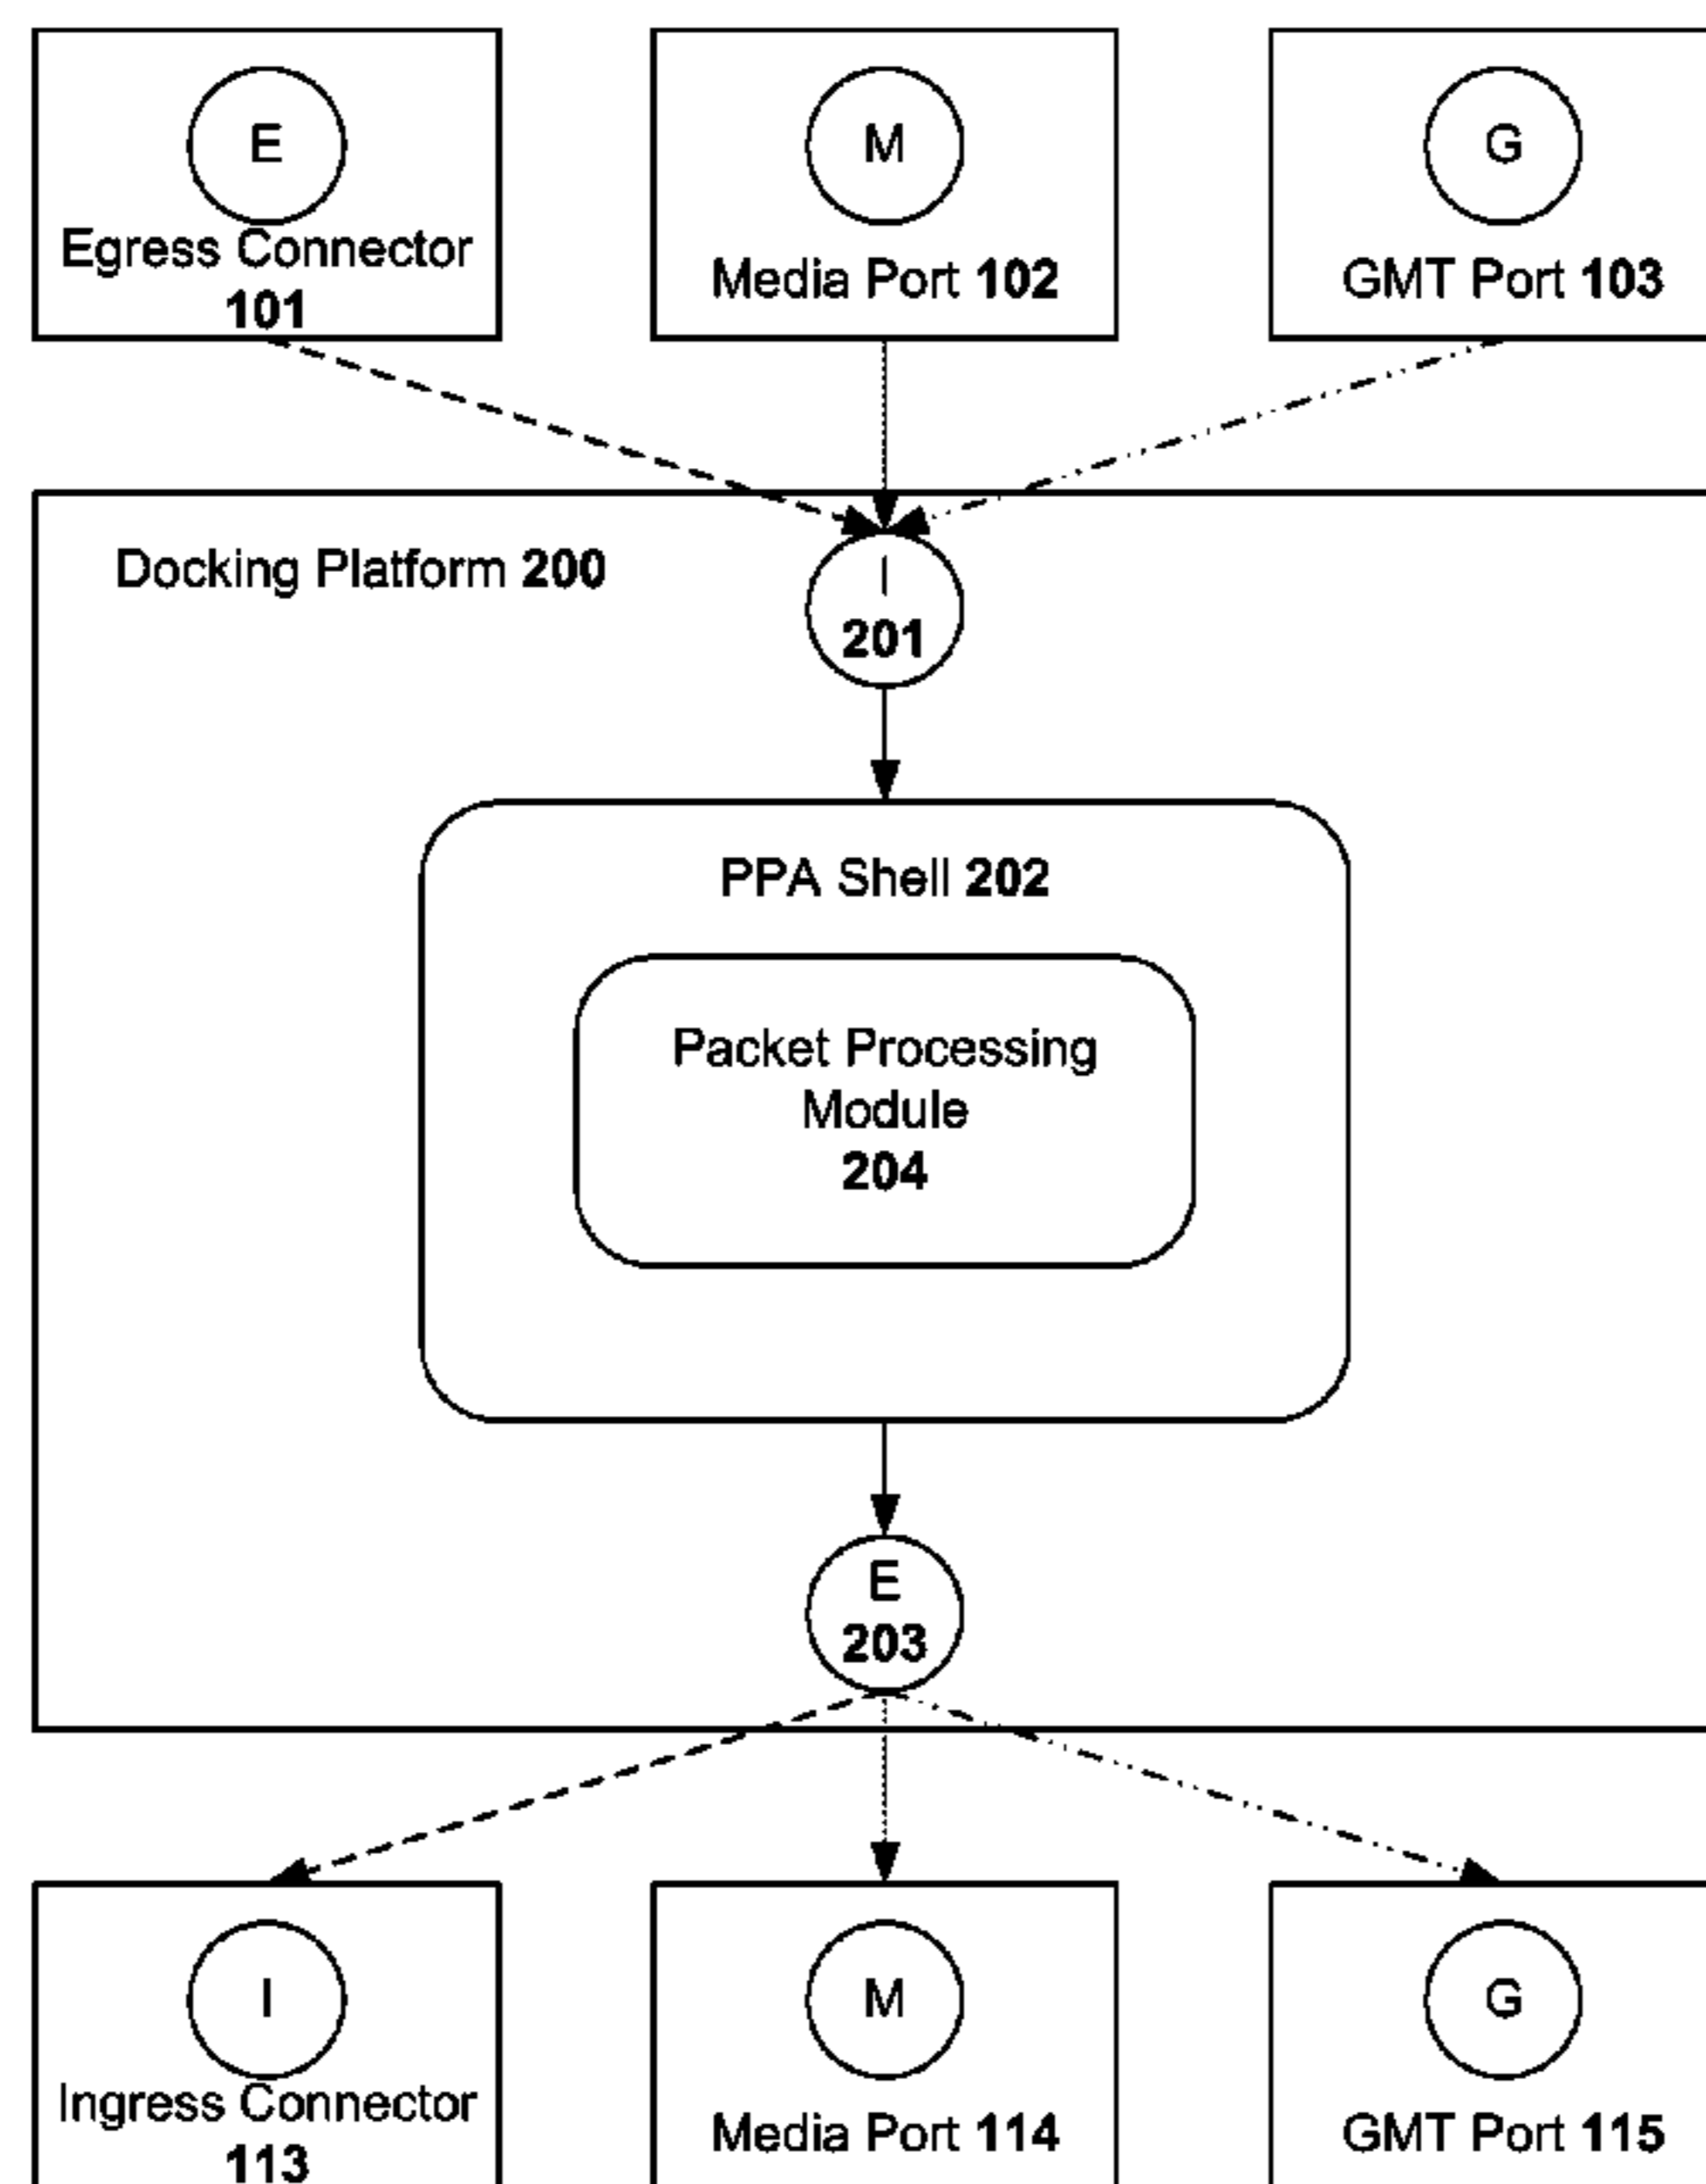 E
Egress Connector
101
M
Media Port 102
G
GMT Port 103
Docking Platform 200
I
201
PPA Shell 202
Packet Processing
Module
204
E
203
I
Ingress Connector
113
M
Media Port 114
G
GMT Port 115